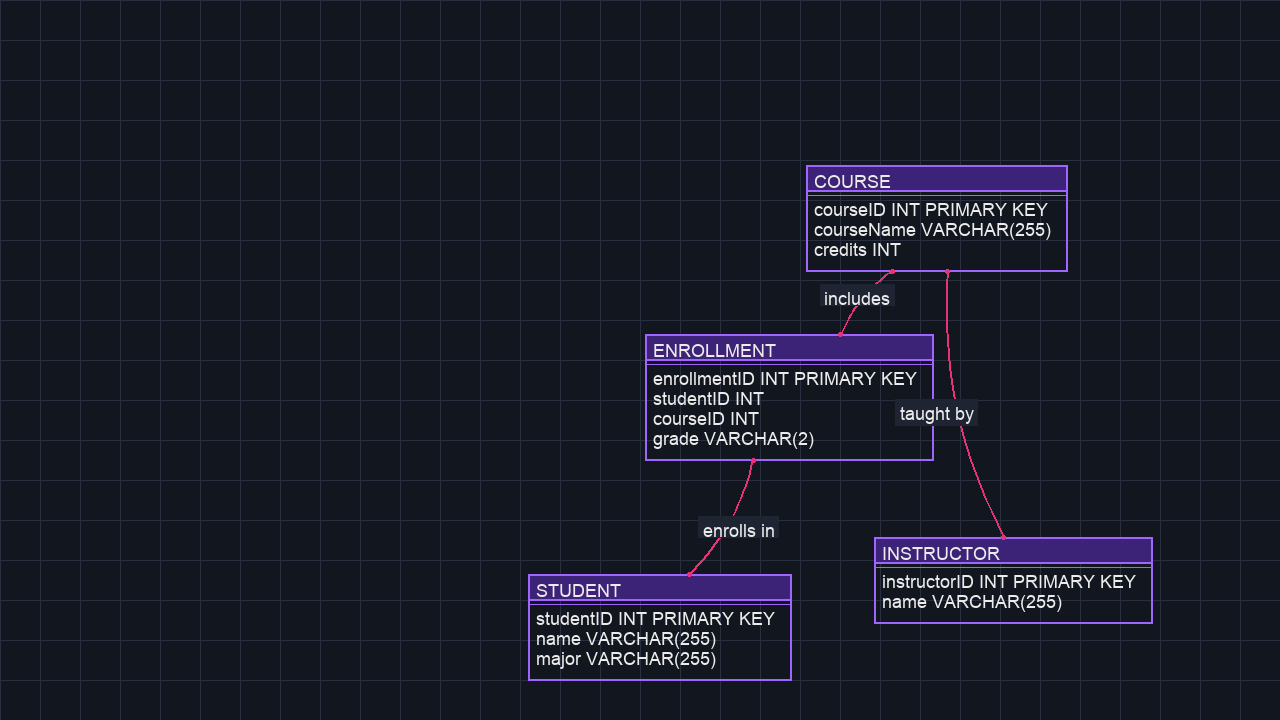 COURSE
courseID INT PRIMARY KEY
courseName VARCHAR(255)
credits INT
includes
ENROLLMENT
enrollmentID INT PRIMARY KEY
studentID INT
courseID INT
grade VARCHAR(2)
taught by
enrolls in
INSTRUCTOR
instructorID INT PRIMARY KEY
name VARCHAR(255)
STUDENT
studentID INT PRIMARY KEY
name VARCHAR(255)
major VARCHAR(255)